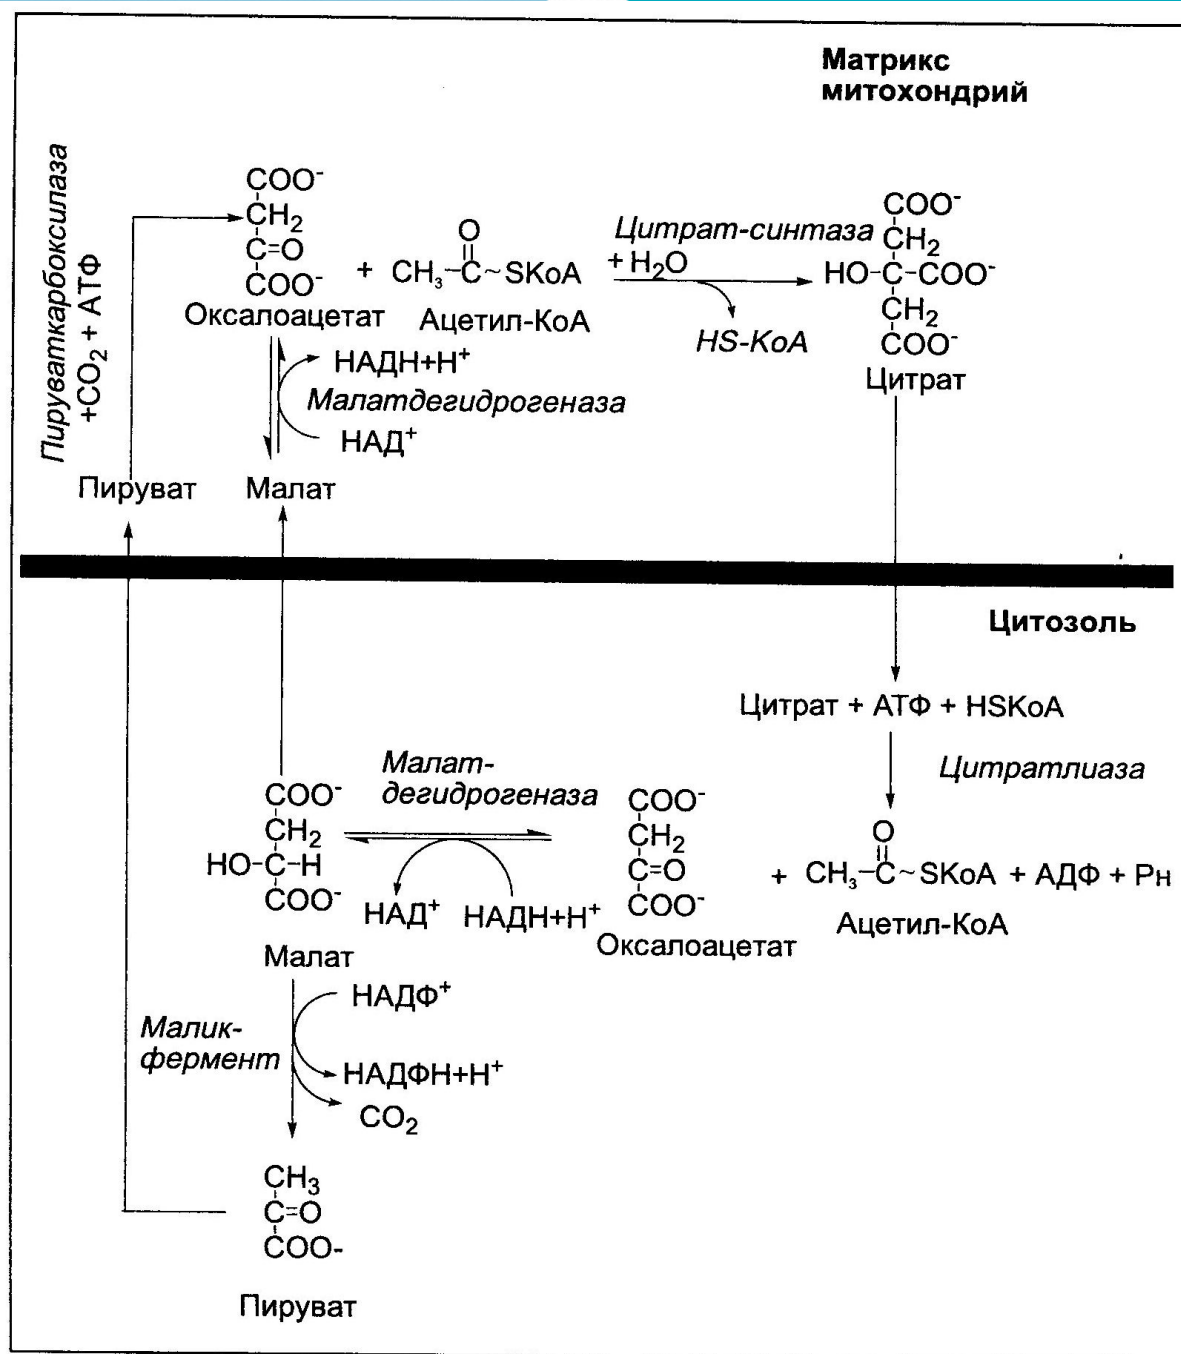 Матрикс
митохондрий
Пируваткарбоксилаза
+CO₂ + АТФ
COO⁻
CH₂
C=O
COO⁻
Оксалоацетат
+
O
CH₃-C~SKoA
Ацетил-КоА
Цитрат-синтаза
+ H₂O
HS-KoA
COO⁻
CH₂
HO-C-COO⁻
CH₂
COO⁻
Цитрат
НАДН+Н⁺
Малатдегидрогеназа
НАД⁺
Пируват
Малат
Цитозоль
Цитрат + АТФ + HSKoA
Цитратлиаза
COO⁻
CH₂
HO-C-H
COO⁻
Малат
Малат-
дегидрогеназа
НАД⁺
НАДН+Н⁺
COO⁻
CH₂
C=O
COO⁻
Оксалоацетат
O
+ CH₃-C~SKoA + АДФ + Рн
Ацетил-КоА
НАДФ⁺
Малик-
фермент
НАДФН+Н⁺
CO₂
CH₃
C=O
COO-
Пируват